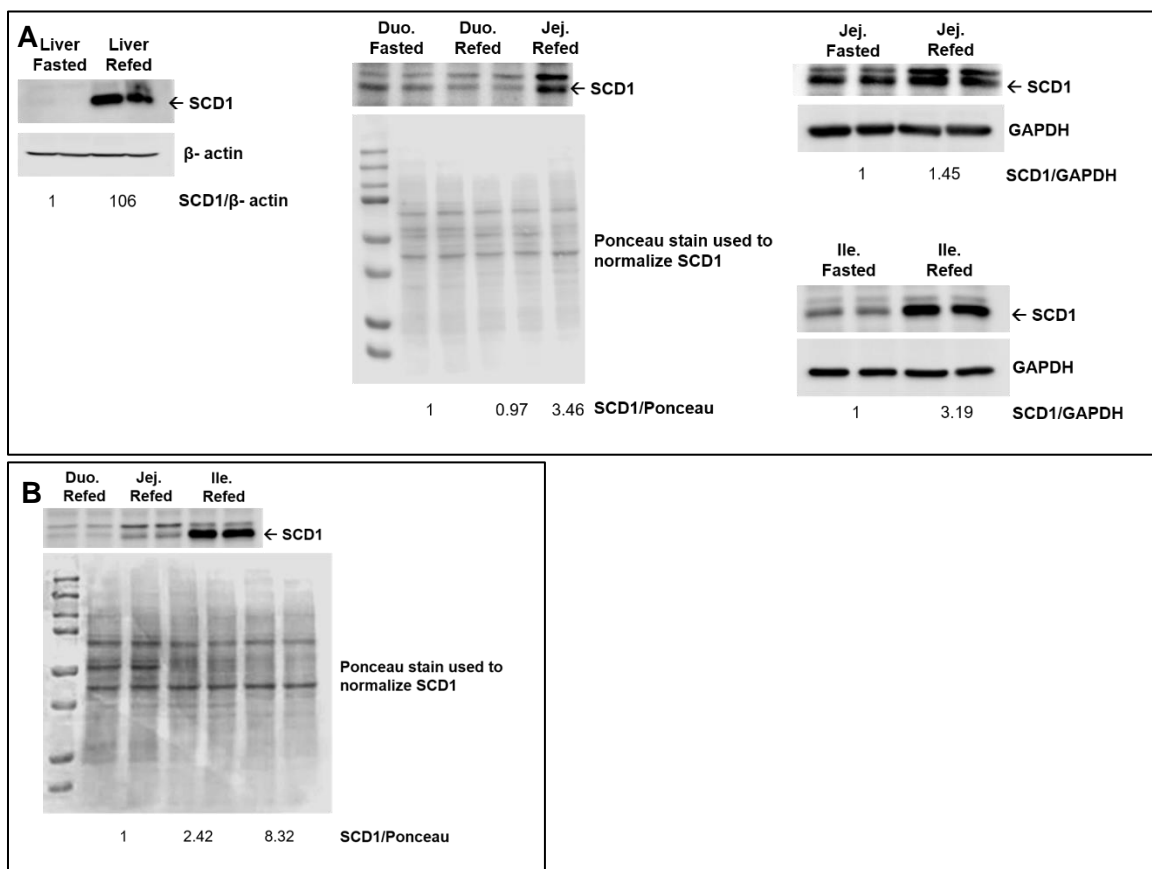 A
Liver Liver
Fasted Refed
← SCD1
β- actin
1 106 SCD1/β- actin
Duo. Duo. Jej.
Fasted Refed Refed
← SCD1
Ponceau stain used to
normalize SCD1
1 0.97 3.46 SCD1/Ponceau
Jej. Jej.
Fasted Refed
← SCD1
GAPDH
1 1.45 SCD1/GAPDH
Ile. Ile.
Fasted Refed
← SCD1
GAPDH
1 3.19 SCD1/GAPDH
B
Duo. Jej. Ile.
Refed Refed Refed
← SCD1
Ponceau stain used to
normalize SCD1
1 2.42 8.32 SCD1/Ponceau